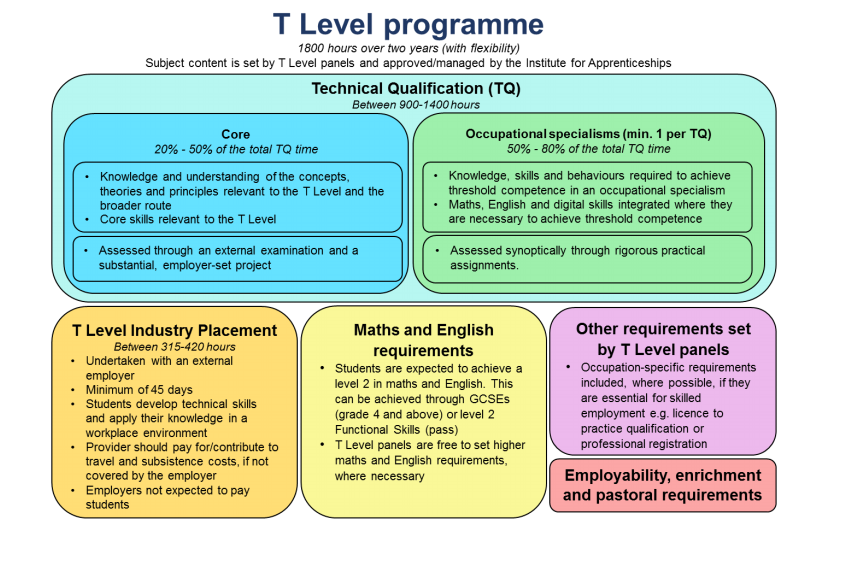 T Level programme
1800 hours over two years (with flexibility)
Subject content is set by T Level panels and approved/managed by the Institute for Apprenticeships
Technical Qualification (TQ)
Between 900-1400 hours
Core
20% - 50% of the total TQ time
• Knowledge and understanding of the concepts,
theories and principles relevant to the T Level and the
broader route
• Core skills relevant to the T Level
• Assessed through an external examination and a
substantial, employer-set project
Occupational specialisms (min. 1 per TQ)
50% - 80% of the total TQ time
• Knowledge, skills and behaviours required to achieve
threshold competence in an occupational specialism
• Maths, English and digital skills integrated where they
are necessary to achieve threshold competence
• Assessed synoptically through rigorous practical
assignments.
T Level Industry Placement
Between 315-420 hours
• Undertaken with an external
employer
• Minimum of 45 days
• Students develop technical skills
and apply their knowledge in a
workplace environment
• Provider should pay for/contribute to
travel and subsistence costs, if not
covered by the employer
• Employers not expected to pay
students
Maths and English
requirements
• Students are expected to achieve a
level 2 in maths and English. This
can be achieved through GCSEs
(grade 4 and above) or level 2
Functional Skills (pass)
• T Level panels are free to set higher
maths and English requirements,
where necessary
Other requirements set
by T Level panels
• Occupation-specific requirements
included, where possible, if they
are essential for skilled
employment e.g. licence to
practice qualification or
professional registration
Employability, enrichment
and pastoral requirements